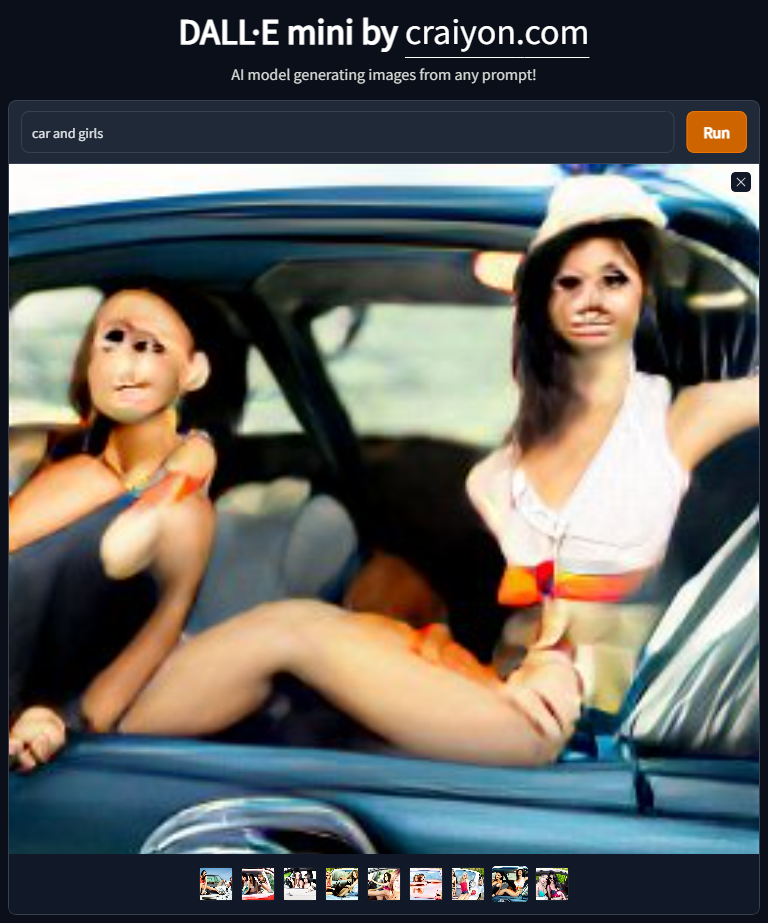 DALL·E mini by craiyon.com
AI model generating images from any prompt!
car and girls
Run